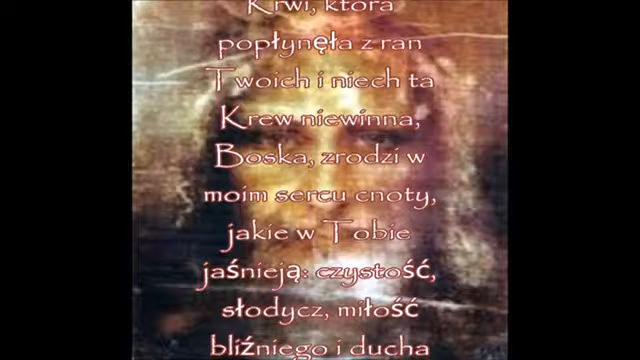 Krwi, która
popłynęła z ran
Twoich i niech ta
Krew niewinna,
Boska, zrodzi w
moim sercu cnoty,
jakie w Tobie
jaśnieją: czystość,
słodycz, miłość
bliźniego i ducha